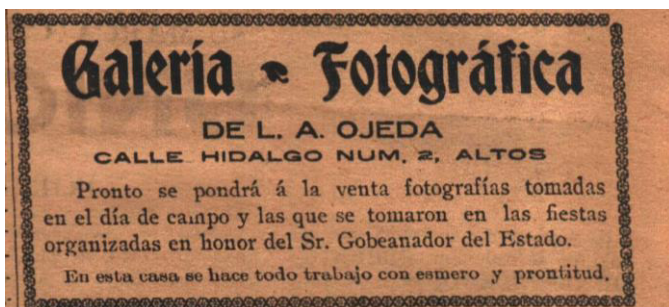 Galería Fotográfica
DE L. A. OJEDA
CALLE HIDALGO NUM. 2, ALTOS
Pronto se pondrá á la venta fotografías tomadas
en el día de campo y las que se tomaron en las fiestas
organizadas en honor del Sr. Gobeanador del Estado.
En esta casa se hace todo trabajo con esmero y prontitud.